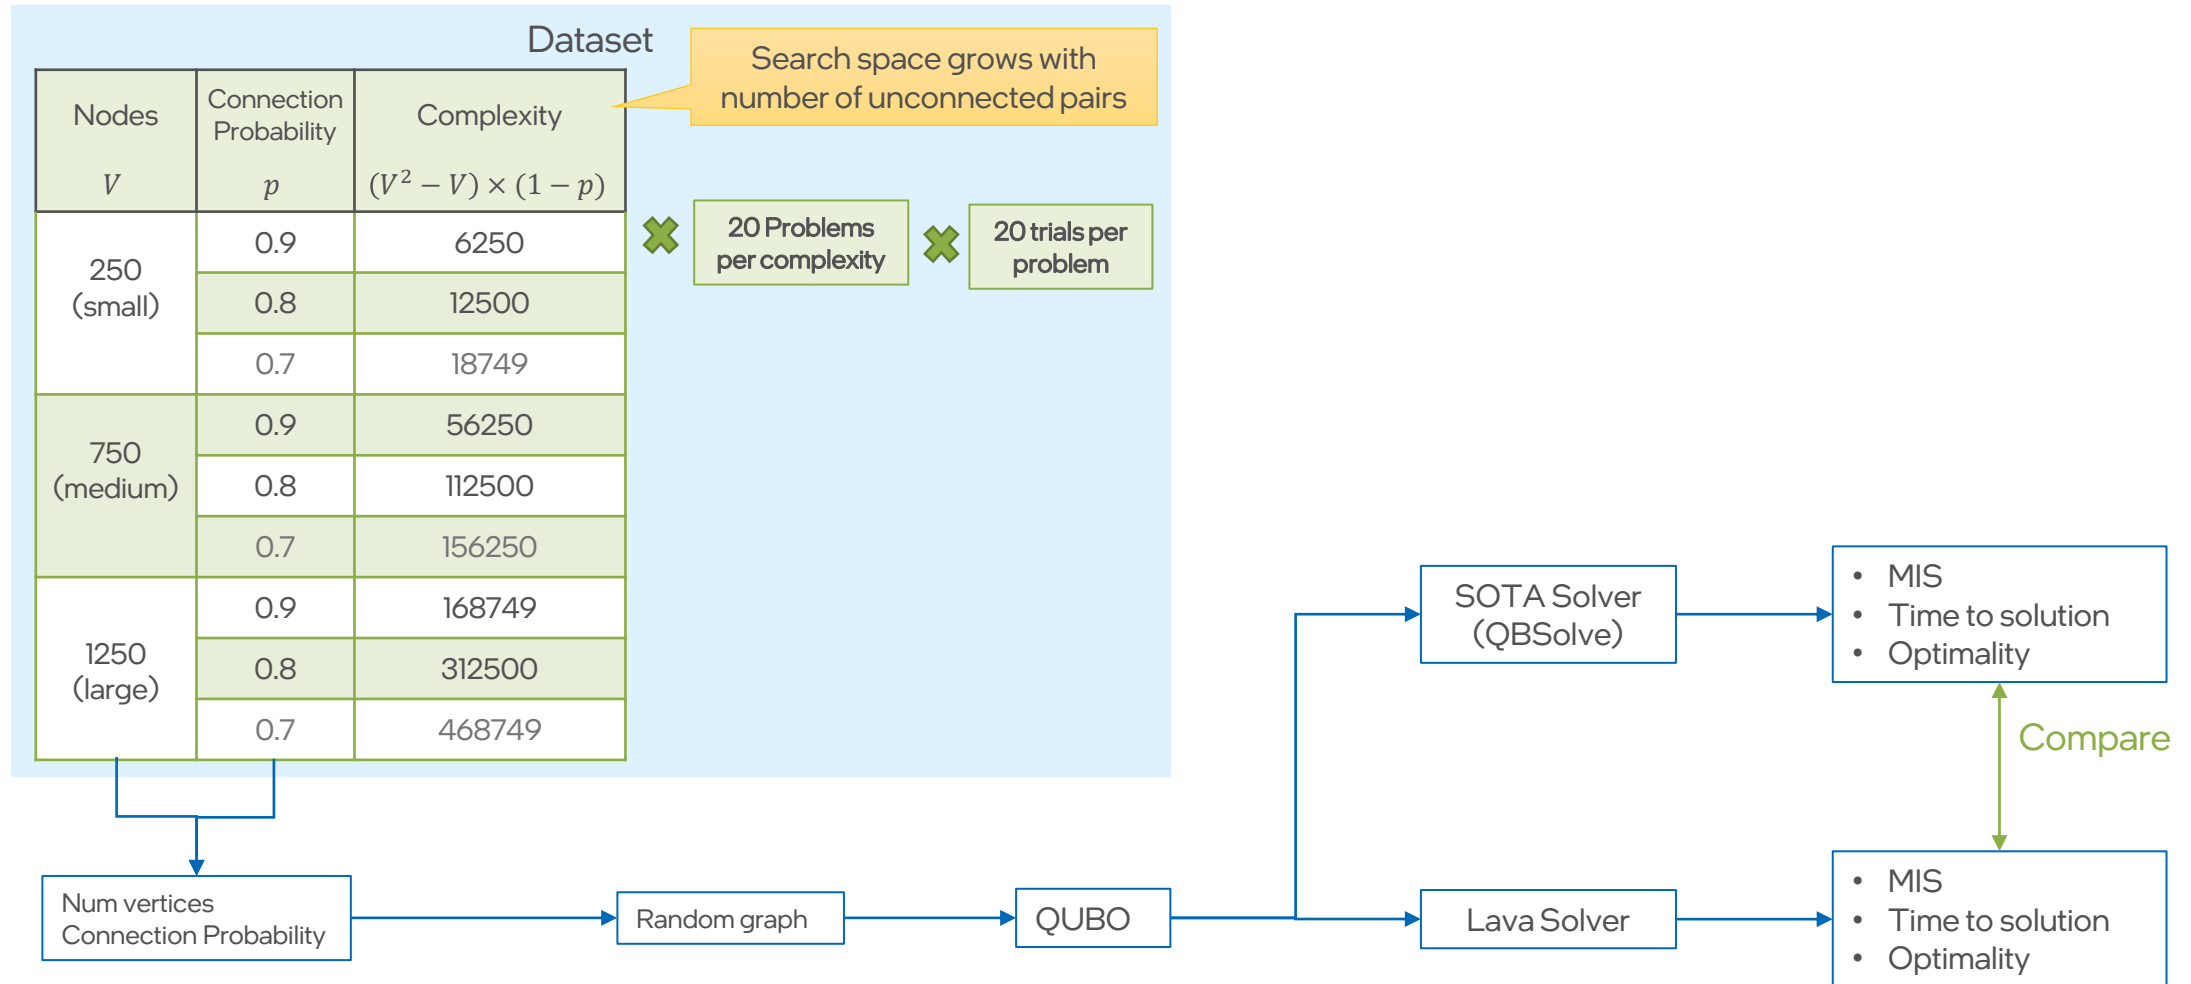 Dataset
Search space grows with
number of unconnected pairs
Nodes
V
Connection
Probability
p
Complexity
(V² − V) × (1 − p)
250
(small)
0.9
6250
0.8
12500
0.7
18749
750
(medium)
0.9
56250
0.8
112500
0.7
156250
1250
(large)
0.9
168749
0.8
312500
0.7
468749
20 Problems
per complexity
20 trials per
problem
Num vertices
Connection Probability
Random graph
QUBO
SOTA Solver
(QBSolve)
• MIS
• Time to solution
• Optimality
Compare
Lava Solver
• MIS
• Time to solution
• Optimality